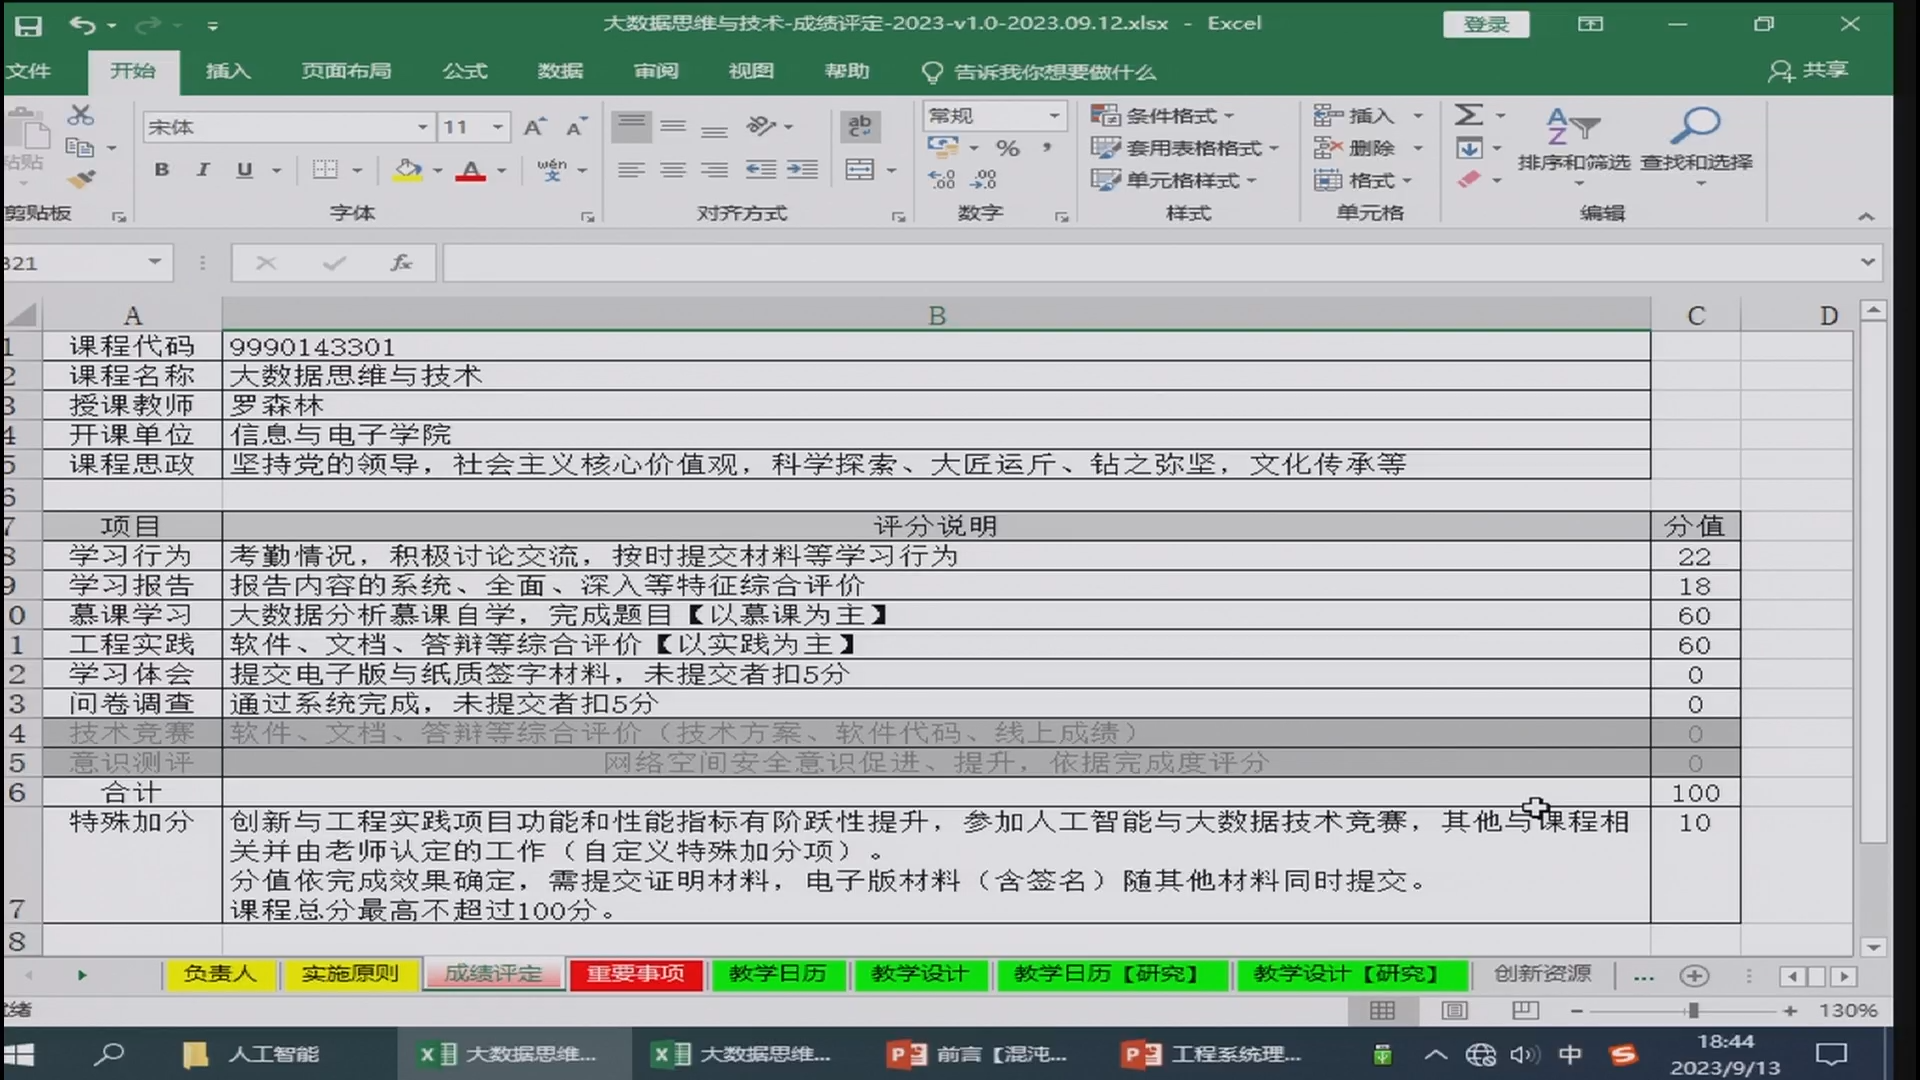 大数据思维与技术-成绩评定-2023-v1.0-2023.09.12.xlsx - Excel
登录
文件 开始 插入 页面布局 公式 数据 审阅 视图 帮助 告诉我你想要做什么 共享
宋体 11 常规
条件格式 插入
套用表格格式 删除 排序和筛选 查找和选择
单元格样式 格式
B I U A wén 文 % ab
剪贴板 字体 对齐方式 数字 样式 单元格 编辑
fx
A B C D
1 课程代码 9990143301
2 课程名称 大数据思维与技术
3 授课教师 罗森林
4 开课单位 信息与电子学院
5 课程思政 坚持党的领导，社会主义核心价值观，科学探索、大匠运斤、钻之弥坚，文化传承等
6
7 项目 评分说明 分值
8 学习行为 考勤情况，积极讨论交流，按时提交材料等学习行为 22
9 学习报告 报告内容的系统、全面、深入等特征综合评价 18
0 慕课学习 大数据分析慕课自学，完成题目【以慕课为主】 60
1 工程实践 软件、文档、答辩等综合评价【以实践为主】 60
2 学习体会 提交电子版与纸质签字材料，未提交者扣5分 0
3 问卷调查 通过系统完成，未提交者扣5分 0
4 技术竞赛 软件、文档、答辩等综合评价（技术方案、软件代码、线上成绩） 0
5 意识测评 网络空间安全意识促进、提升，依据完成度评分 0
6 合计 100
特殊加分 创新与工程实践项目功能和性能指标有阶跃性提升，参加人工智能与大数据技术竞赛，其他与课程相 10
关并由老师认定的工作（自定义特殊加分项）。
分值依完成效果确定，需提交证明材料，电子版材料（含签名）随其他材料同时提交。
7 课程总分最高不超过100分。
8
负责人 实施原则 成绩评定 重要事项 教学日历 教学设计 教学日历【研究】 教学设计【研究】 创新资源 ...
130%
人工智能 大数据思维... 大数据思维... 前言【混沌... 工程系统理... 中 18:44
2023/9/13